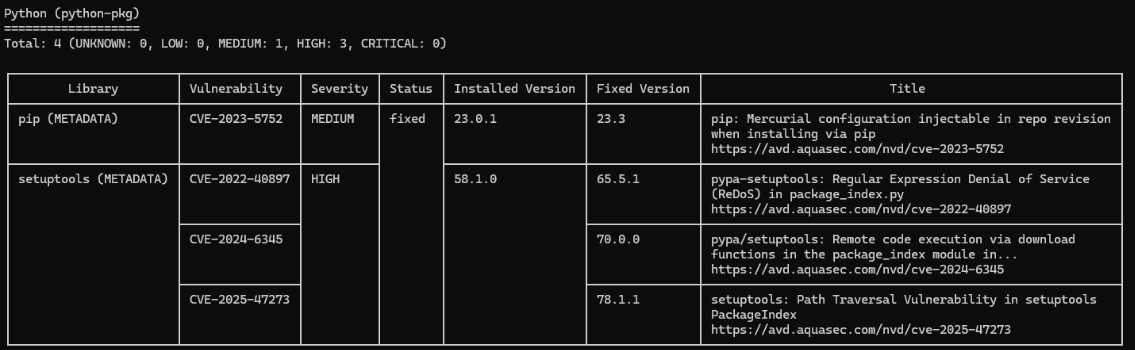 Python (python-pkg)
===================
Total: 4 (UNKNOWN: 0, LOW: 0, MEDIUM: 1, HIGH: 3, CRITICAL: 0)
Library Vulnerability Severity Status Installed Version Fixed Version Title
pip (METADATA) CVE-2023-5752 MEDIUM fixed 23.0.1 23.3 pip: Mercurial configuration injectable in repo revision
when installing via pip
https://avd.aquasec.com/nvd/cve-2023-5752
setuptools (METADATA) CVE-2022-40897 HIGH 58.1.0 65.5.1 pypa-setuptools: Regular Expression Denial of Service
(ReDoS) in package_index.py
https://avd.aquasec.com/nvd/cve-2022-40897
CVE-2024-6345 70.0.0 pypa/setuptools: Remote code execution via download
functions in the package_index module in...
https://avd.aquasec.com/nvd/cve-2024-6345
CVE-2025-47273 78.1.1 setuptools: Path Traversal Vulnerability in setuptools
PackageIndex
https://avd.aquasec.com/nvd/cve-2025-47273